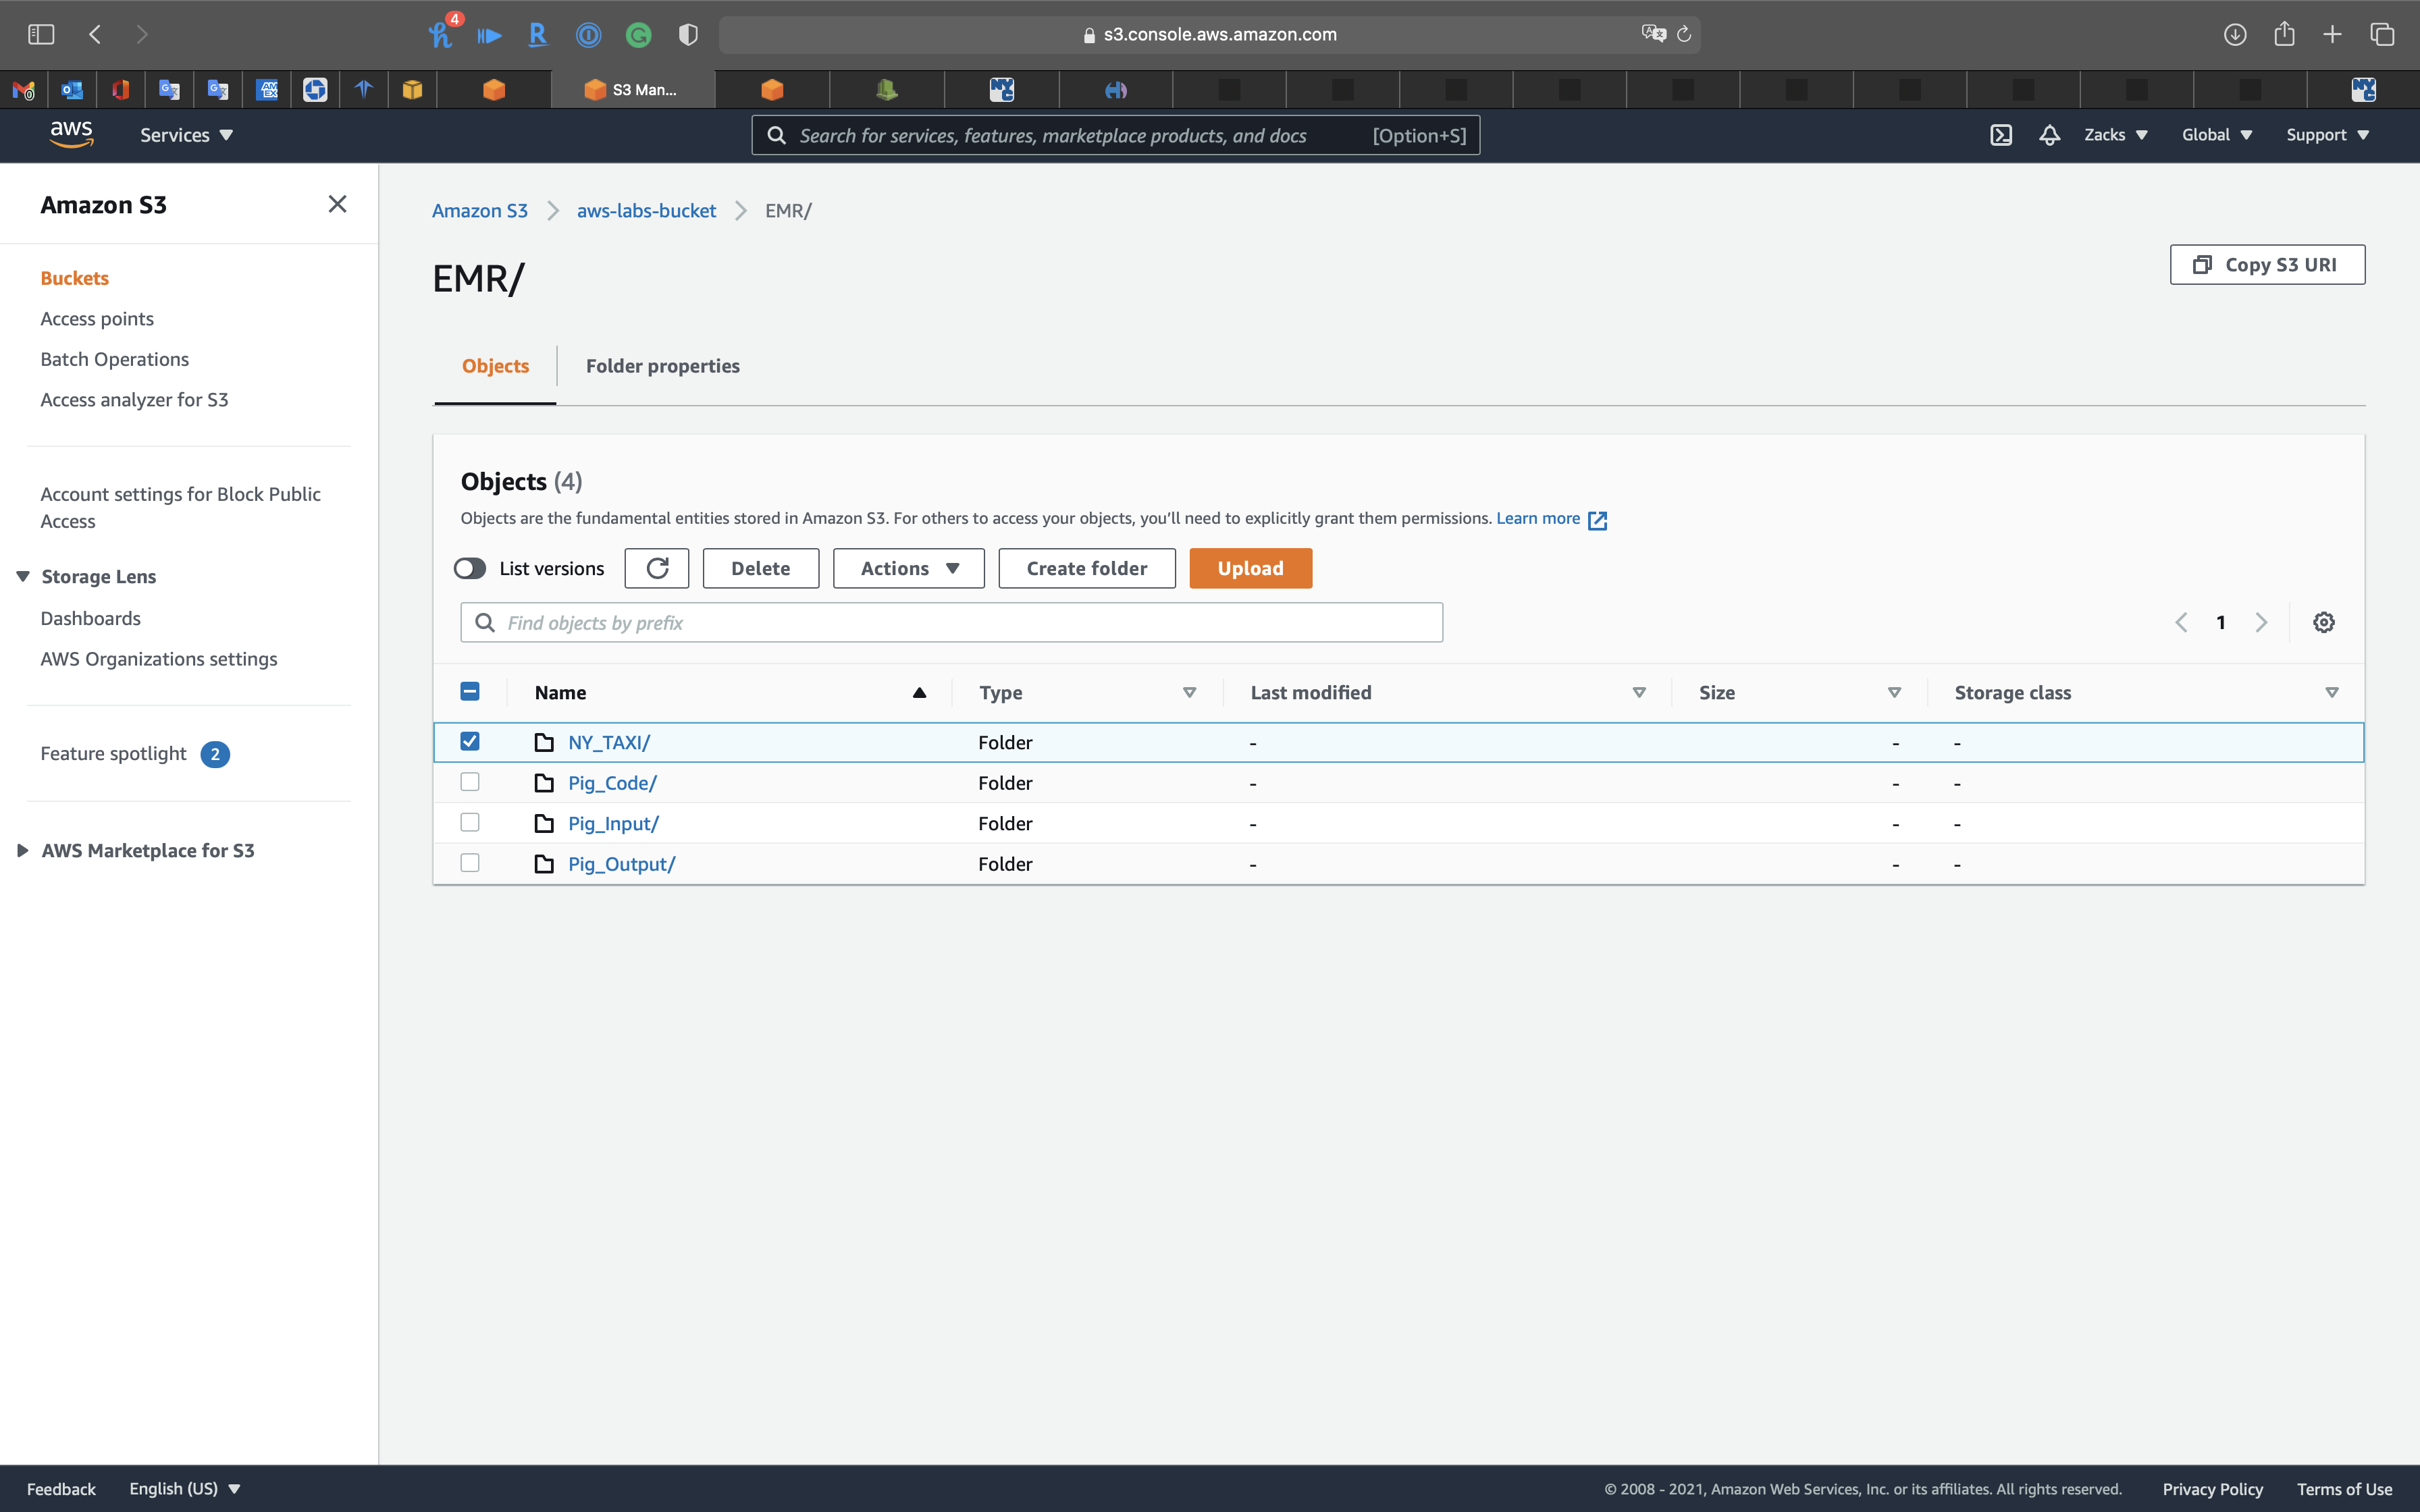 4
s3.console.aws.amazon.com
S3 Man...
aws
Services
Search for services, features, marketplace products, and docs [Option+S]
Zacks
Global
Support
Amazon S3
Buckets
Access points
Batch Operations
Access analyzer for S3
Account settings for Block Public
Access
Storage Lens
Dashboards
AWS Organizations settings
Feature spotlight 2
AWS Marketplace for S3
Amazon S3 aws-labs-bucket EMR/
EMR/
Copy S3 URI
Objects Folder properties
Objects (4)
Objects are the fundamental entities stored in Amazon S3. For others to access your objects, you’ll need to explicitly grant them permissions. Learn more
List versions Delete Actions Create folder Upload
Find objects by prefix
1
Name Type Last modified Size Storage class
NY_TAXI/ Folder - - -
Pig_Code/ Folder - - -
Pig_Input/ Folder - - -
Pig_Output/ Folder - - -
Feedback English (US)
© 2008 - 2021, Amazon Web Services, Inc. or its affiliates. All rights reserved. Privacy Policy Terms of Use